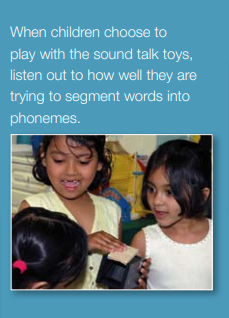 When children choose to
play with the sound talk toys,
listen out to how well they are
trying to segment words into
phonemes.